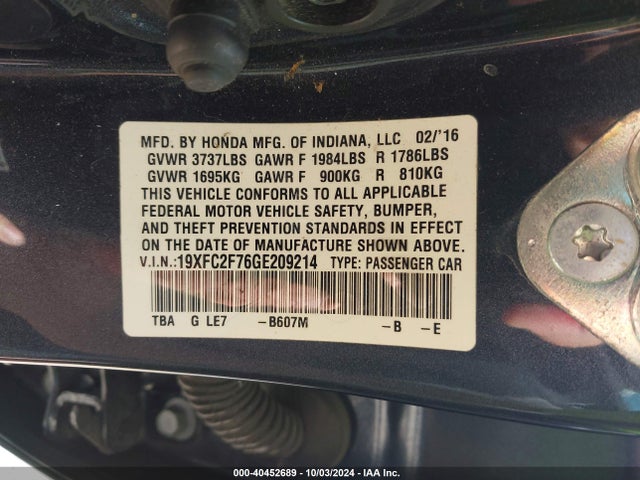 MFD. BY HONDA MFG. OF INDIANA, LLC 02/'16
GVWR 3737LBS GAWR F 1984LBS R 1786LBS
GVWR 1695KG GAWR F 900KG R 810KG
THIS VEHICLE CONFORMS TO ALL APPLICABLE
FEDERAL MOTOR VEHICLE SAFETY, BUMPER,
AND THEFT PREVENTION STANDARDS IN EFFECT
ON THE DATE OF MANUFACTURE SHOWN ABOVE.
V.I.N.:19XFC2F76GE209214 TYPE: PASSENGER CAR
TBA G LE7 -B607M -B -E
000-40452689 - 10/03/2024 - IAA Inc.